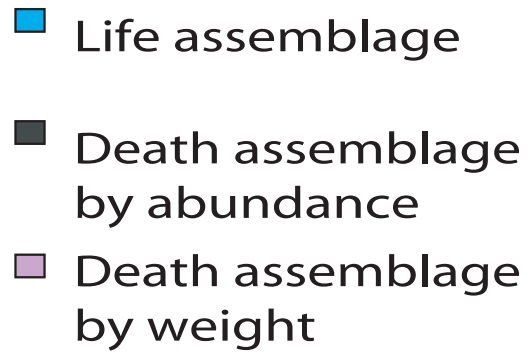 Life assemblage
Death assemblage
by abundance
Death assemblage
by weight